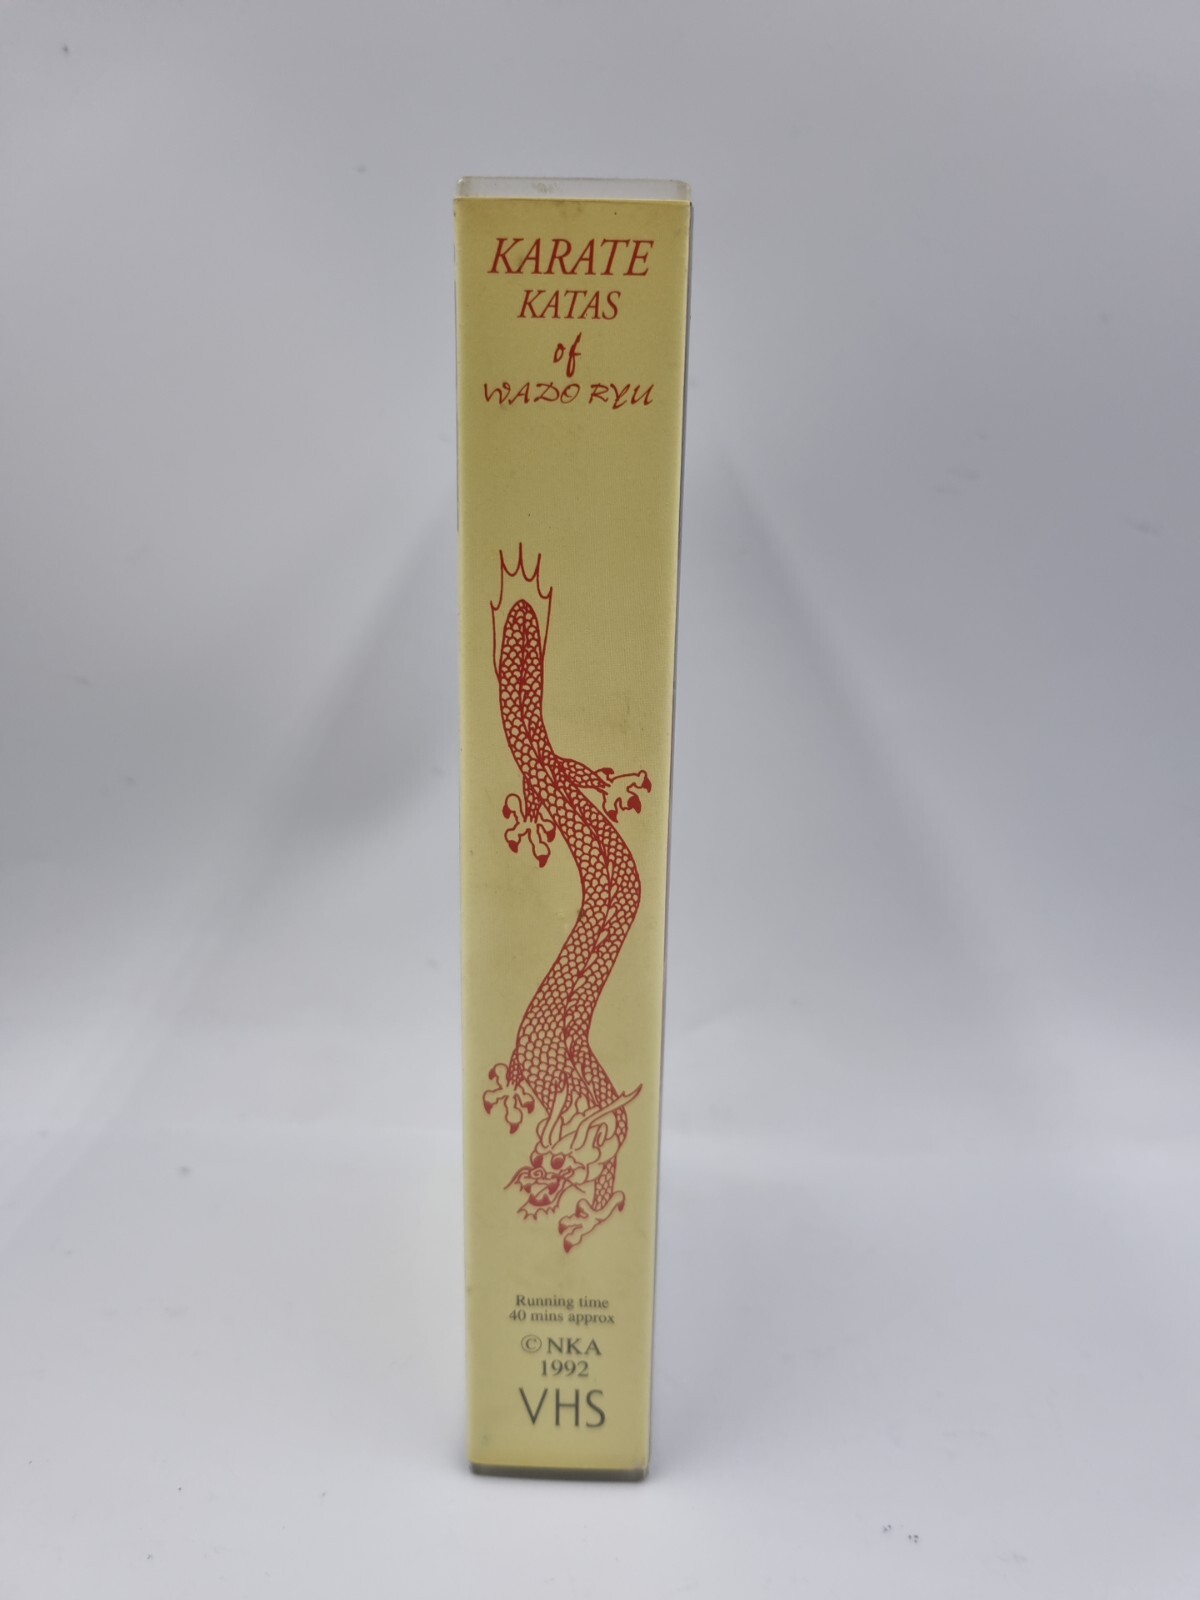 KARATE
KATAS
of
WADO RYU
Running time
40 mins approx
© NKA
1992
VHS